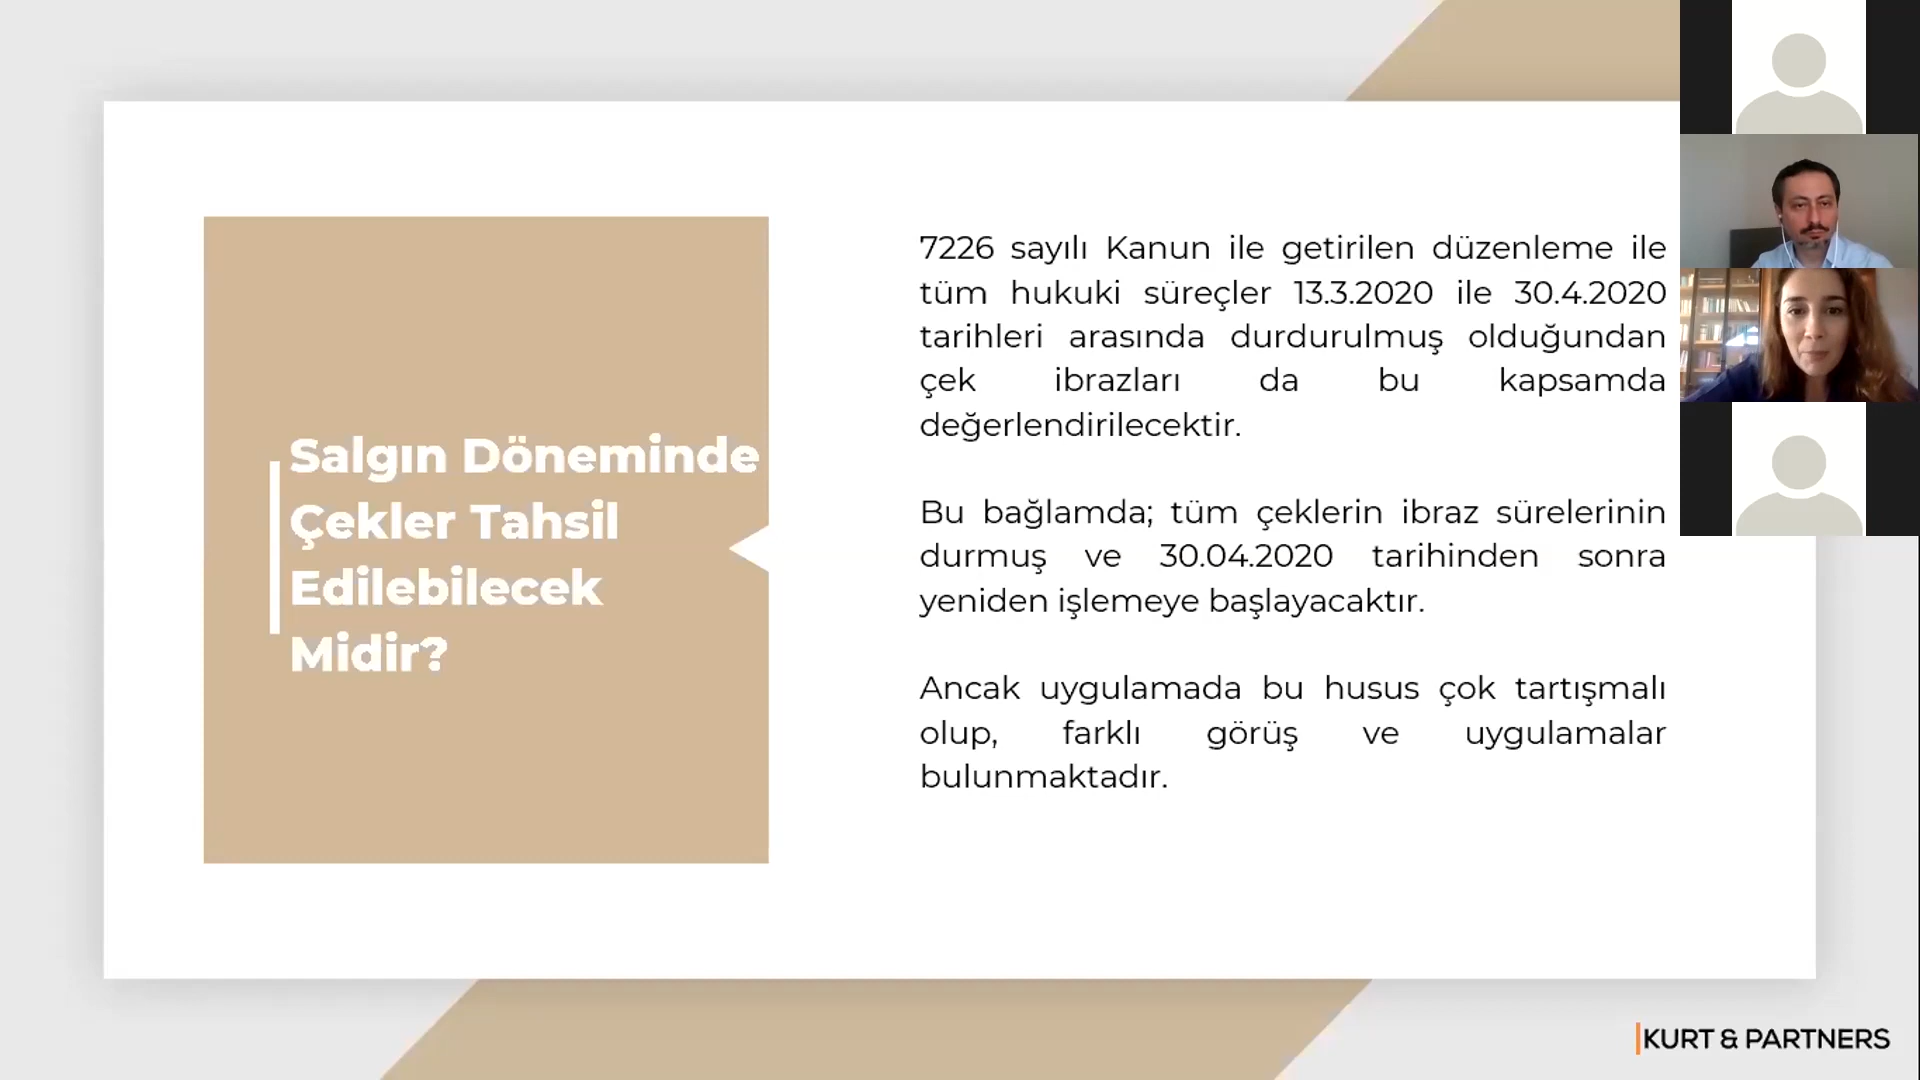 Salgın Döneminde
Çekler Tahsil
Edilebilecek
Midir?
7226 sayılı Kanun ile getirilen düzenleme ile
tüm hukuki süreçler 13.3.2020 ile 30.4.2020
tarihleri arasında durdurulmuş olduğundan
çek ibrazları da bu kapsamda
değerlendirilecektir.
Bu bağlamda; tüm çeklerin ibraz sürelerinin
durmuş ve 30.04.2020 tarihinden sonra
yeniden işlemeye başlayacaktır.
Ancak uygulamada bu husus çok tartışmalı
olup, farklı görüş ve uygulamalar
bulunmaktadır.
KURT & PARTNERS